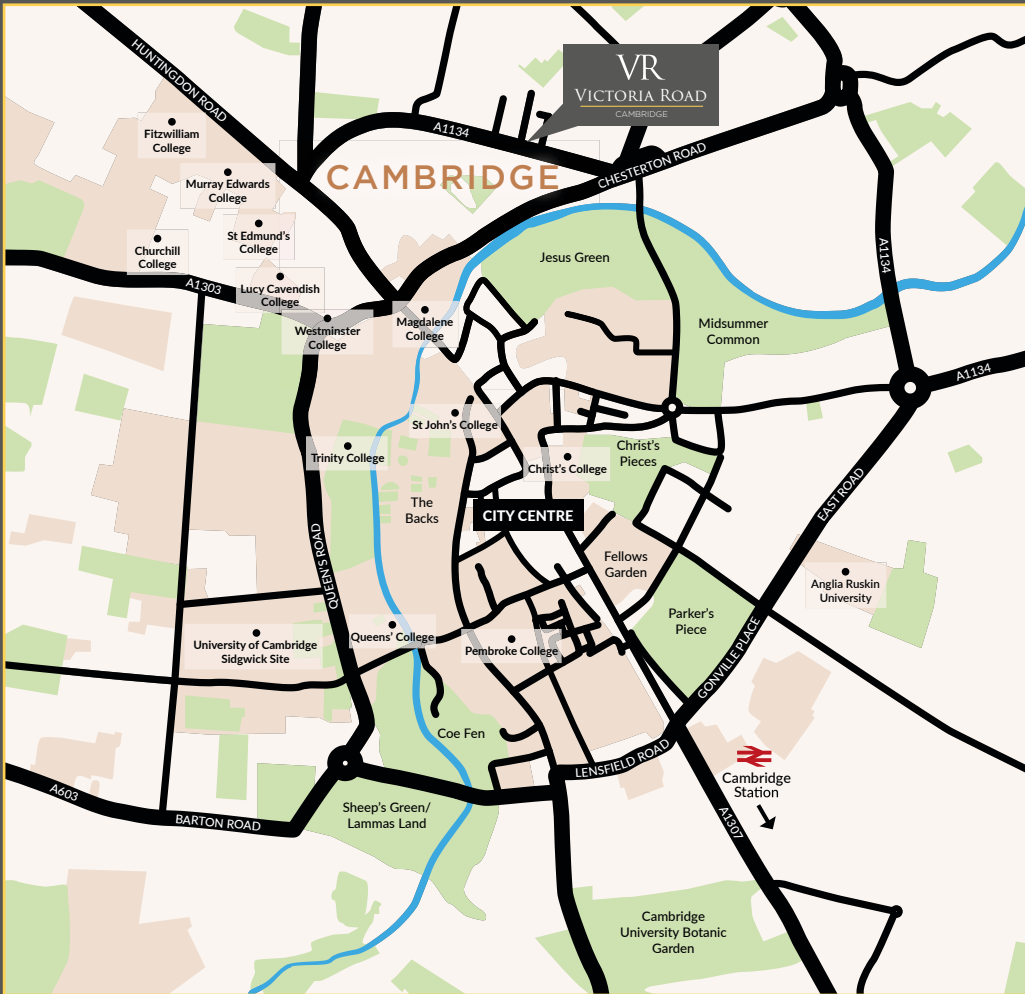 HUNTINGDON ROAD
VR
VICTORIA ROAD
CAMBRIDGE
Fitzwilliam
College
A1134
CHESTERTON ROAD
CAMBRIDGE
Murray Edwards
College
St Edmund's
College
Churchill
College
Jesus Green
A1134
A1303
Lucy Cavendish
College
Westminster
College
Magdalene
College
Midsummer
Common
A1134
St John's College
Trinity College
Christ's College
Christ's
Pieces
The
Backs
CITY CENTRE
EAST ROAD
QUEEN'S ROAD
Fellows
Garden
Anglia Ruskin
University
Parker's
Piece
University of Cambridge
Sidgwick Site
Queens' College
Pembroke College
GONVILLE PLACE
Coe Fen
LENSFIELD ROAD
Cambridge
Station
A603
BARTON ROAD
Sheep's Green/
Lammas Land
A1307
Cambridge
University Botanic
Garden